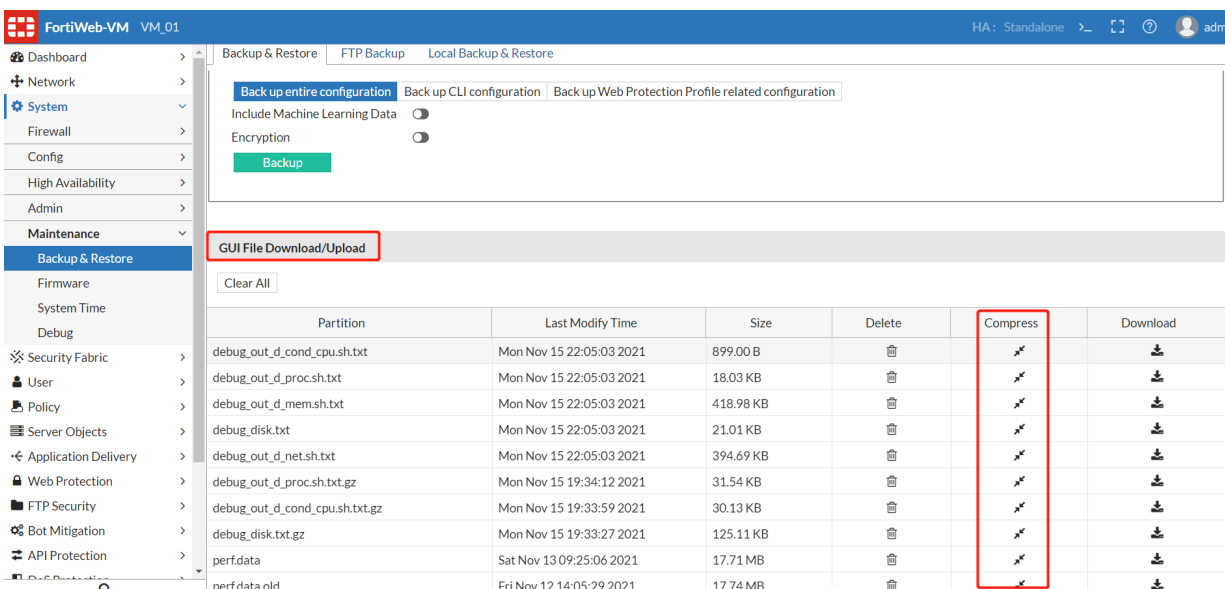 FortiWeb-VM VM_01 HA: Standalone >_ adm
Dashboard
Network
System
Firewall
Config
High Availability
Admin
Maintenance
Backup & Restore
Firmware
System Time
Debug
Security Fabric
User
Policy
Server Objects
Application Delivery
Web Protection
FTP Security
Bot Mitigation
API Protection
DoS Protection
Backup & Restore FTP Backup Local Backup & Restore
Back up entire configuration Back up CLI configuration Back up Web Protection Profile related configuration
Include Machine Learning Data
Encryption
Backup
GUI File Download/Upload
Clear All
Partition Last Modify Time Size Delete Compress Download
debug_out_d_cond_cpu.sh.txt Mon Nov 15 22:05:03 2021 899.00 B
debug_out_d_proc.sh.txt Mon Nov 15 22:05:03 2021 18.03 KB
debug_out_d_mem.sh.txt Mon Nov 15 22:05:03 2021 418.98 KB
debug_disk.txt Mon Nov 15 22:05:03 2021 21.01 KB
debug_out_d_net.sh.txt Mon Nov 15 22:05:03 2021 394.69 KB
debug_out_d_proc.sh.txt.gz Mon Nov 15 19:34:12 2021 31.54 KB
debug_out_d_cond_cpu.sh.txt.gz Mon Nov 15 19:33:59 2021 30.13 KB
debug_disk.txt.gz Mon Nov 15 19:33:27 2021 125.11 KB
perf.data Sat Nov 13 09:25:06 2021 17.71 MB
perf.data.old Fri Nov 12 14:05:29 2021 17.74 MB